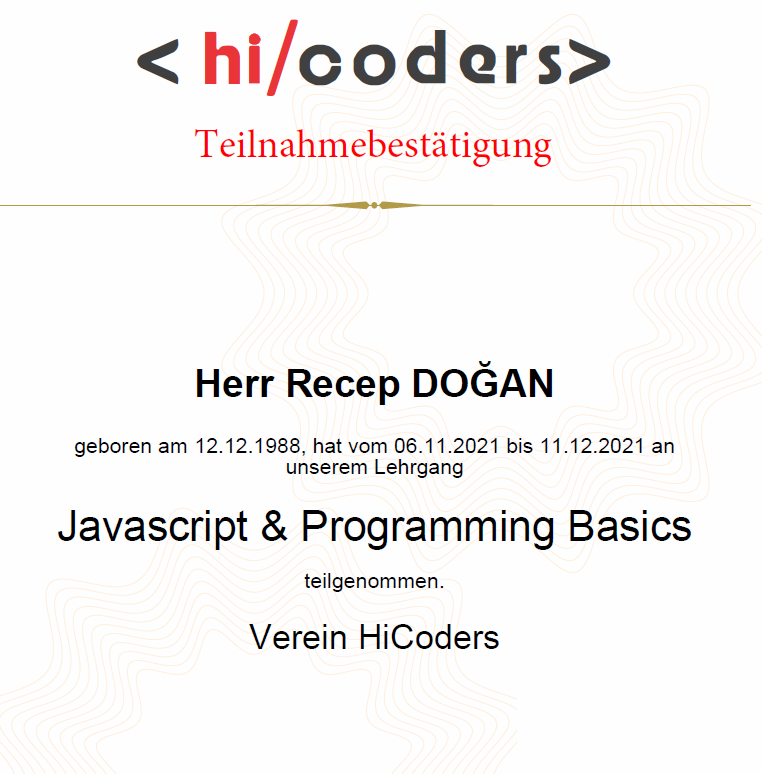 < hi/coders>
Teilnahmebestätigung
Herr Recep DOĞAN
geboren am 12.12.1988, hat vom 06.11.2021 bis 11.12.2021 an
unserem Lehrgang
Javascript & Programming Basics
teilgenommen.
Verein HiCoders